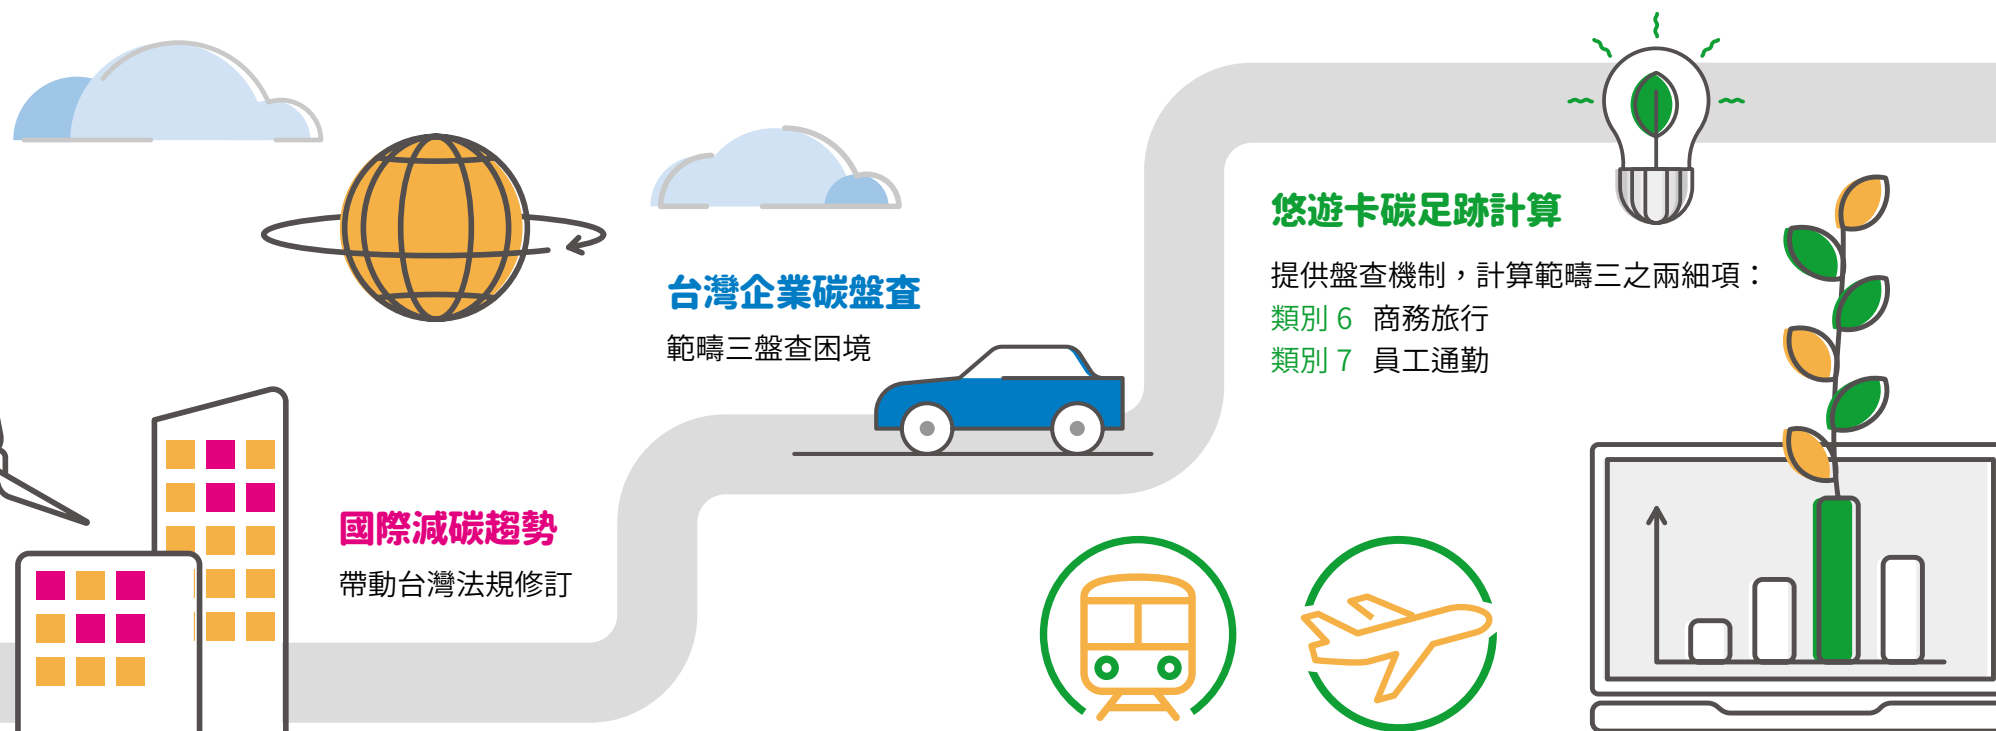 國際減碳趨勢
帶動台灣法規修訂
台灣企業碳盤查
範疇三盤查困境
悠遊卡碳足跡計算
提供盤查機制，計算範疇三之兩細項：
類別 6 商務旅行
類別 7 員工通勤